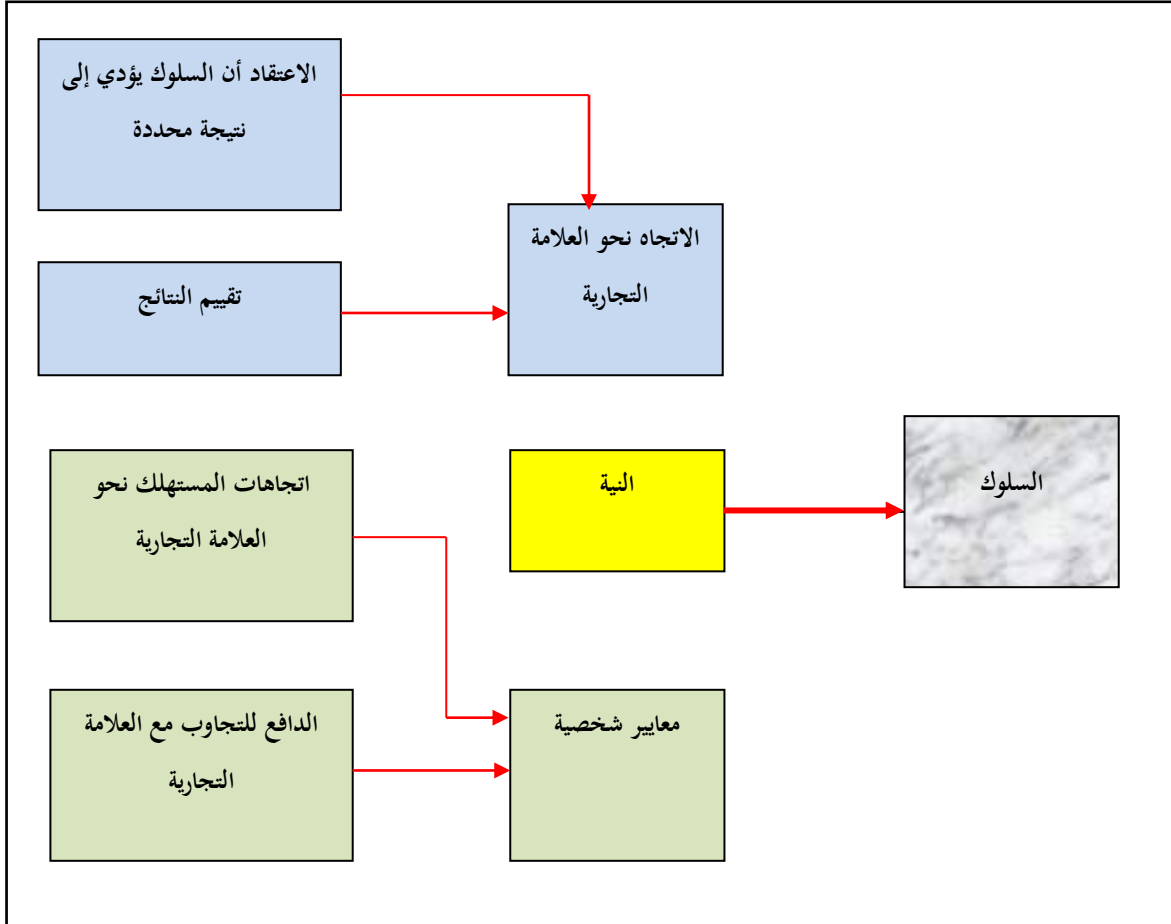 الاعتقاد أن السلوك يؤدي إلى
نتيجة محددة
الاتجاه نحو العلامة
التجارية
تقييم النتائج
اتجاهات المستهلك نحو
العلامة التجارية
النية
السلوك
الدافع للتجاوب مع العلامة
التجارية
معايير شخصية